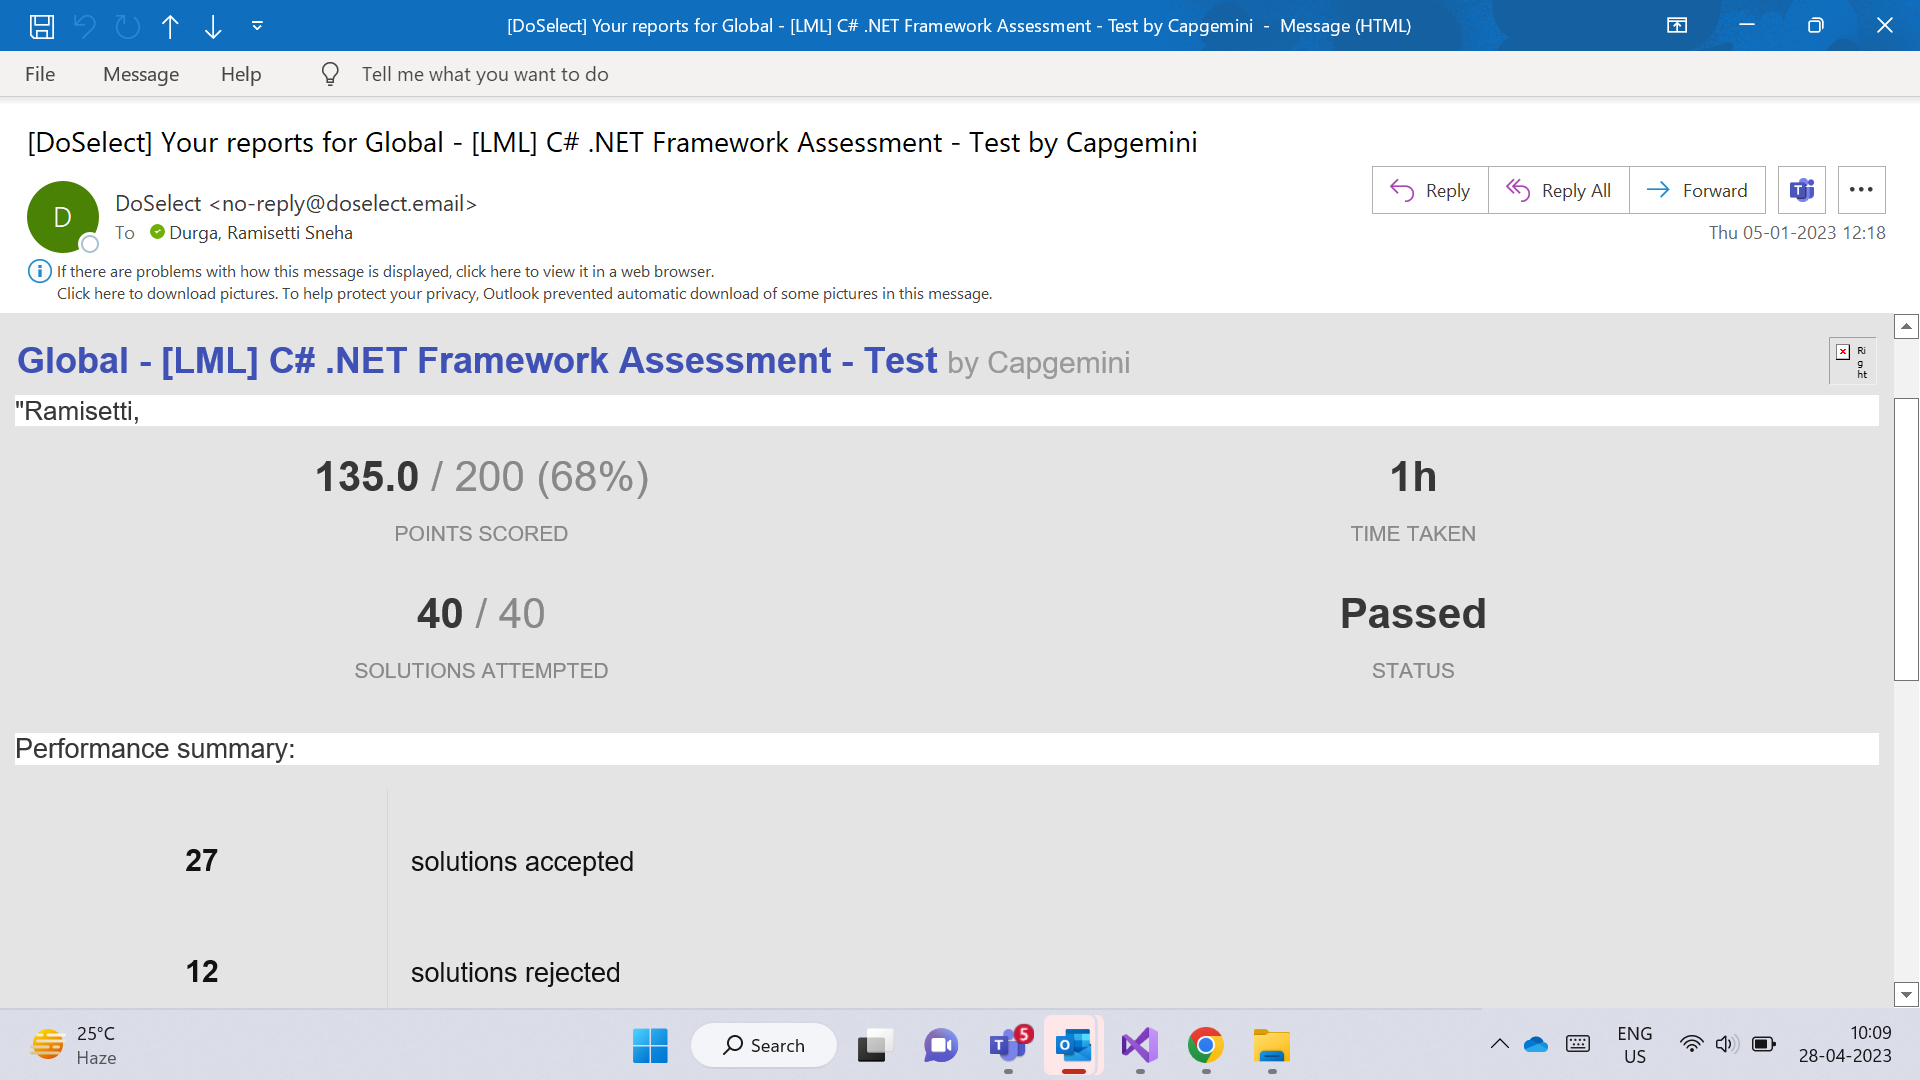 [DoSelect] Your reports for Global - [LML] C# .NET Framework Assessment - Test by Capgemini - Message (HTML)
File Message Help Tell me what you want to do
[DoSelect] Your reports for Global - [LML] C# .NET Framework Assessment - Test by Capgemini
D
DoSelect <no-reply@doselect.email>
To Durga, Ramisetti Sneha
Reply Reply All Forward
Thu 05-01-2023 12:18
If there are problems with how this message is displayed, click here to view it in a web browser.
Click here to download pictures. To help protect your privacy, Outlook prevented automatic download of some pictures in this message.
Global - [LML] C# .NET Framework Assessment - Test by Capgemini
Ri
g
ht
"Ramisetti,
135.0 / 200 (68%)
POINTS SCORED
1h
TIME TAKEN
40 / 40
SOLUTIONS ATTEMPTED
Passed
STATUS
Performance summary:
27 solutions accepted
12 solutions rejected
25°C
Haze
Search
5
ENG
US
10:09
28-04-2023